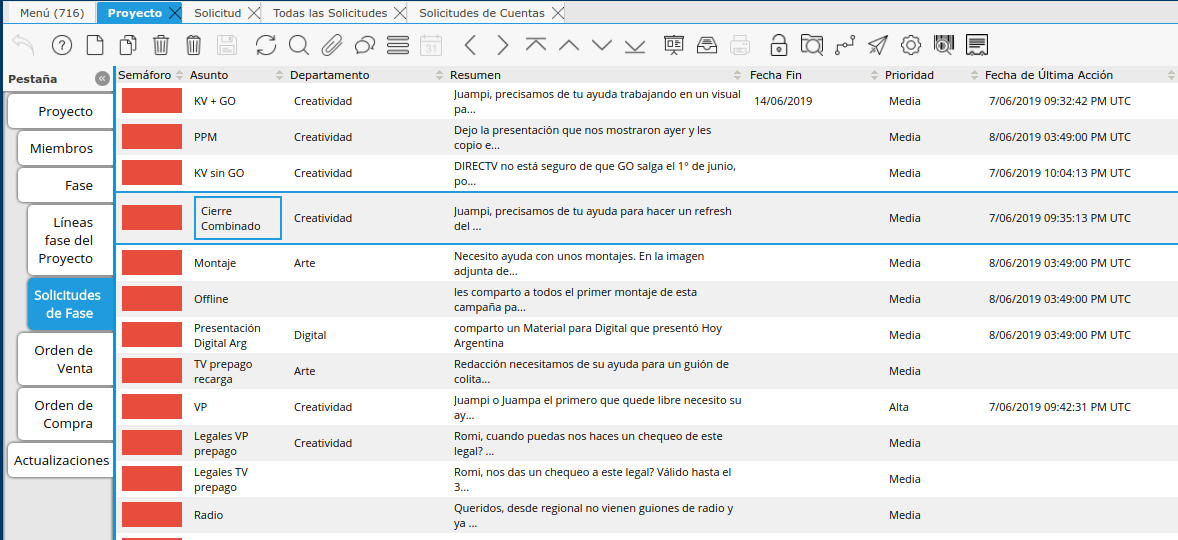 Menú (716) Proyecto Solicitud Todas las Solicitudes Solicitudes de Cuentas
31
Pestaña
Proyecto
Miembros
Fase
Líneas
fase del
Proyecto
Solicitudes
de Fase
Orden de
Venta
Orden de
Compra
Actualizaciones
Semáforo Asunto Departamento Resumen Fecha Fin Prioridad Fecha de Última Acción
KV + GO Creatividad Juampi, precisamos de tu ayuda trabajando en un visual 14/06/2019 Media 7/06/2019 09:32:42 PM UTC
pa...
PPM Creatividad Dejo la presentación que nos mostraron ayer y les Media 8/06/2019 03:49:00 PM UTC
copio e...
KV sin GO Creatividad DIRECTV no está seguro de que GO salga el 1° de junio, Media 7/06/2019 10:04:13 PM UTC
po...
Cierre Creatividad Juampi, precisamos de tu ayuda para hacer un refresh Media 7/06/2019 09:35:13 PM UTC
Combinado del ...
Montaje Arte Necesito ayuda con unos montajes. En la imagen Media 8/06/2019 03:49:00 PM UTC
adjunta de...
Offline les comparto a todos el primer montaje de esta Media 8/06/2019 03:49:00 PM UTC
campaña pa...
Presentación Digital comparto un Material para Digital que presentó Hoy Media 8/06/2019 03:49:00 PM UTC
Digital Arg Argentina
TV prepago Arte Redacción necesitamos de su ayuda para un guión de Media
recarga colita...
VP Creatividad Juampi o Juampa el primero que quede libre necesito su Alta 7/06/2019 09:42:31 PM UTC
ay...
Legales VP Creatividad Romi, cuando puedas nos haces un chequeo de este Media
prepago legal? ...
Legales TV Romi, nos das un chequeo a este legal? Válido hasta el Media
prepago 3...
Radio Queridos, desde regional no vienen guiones de radio y Media
ya ...